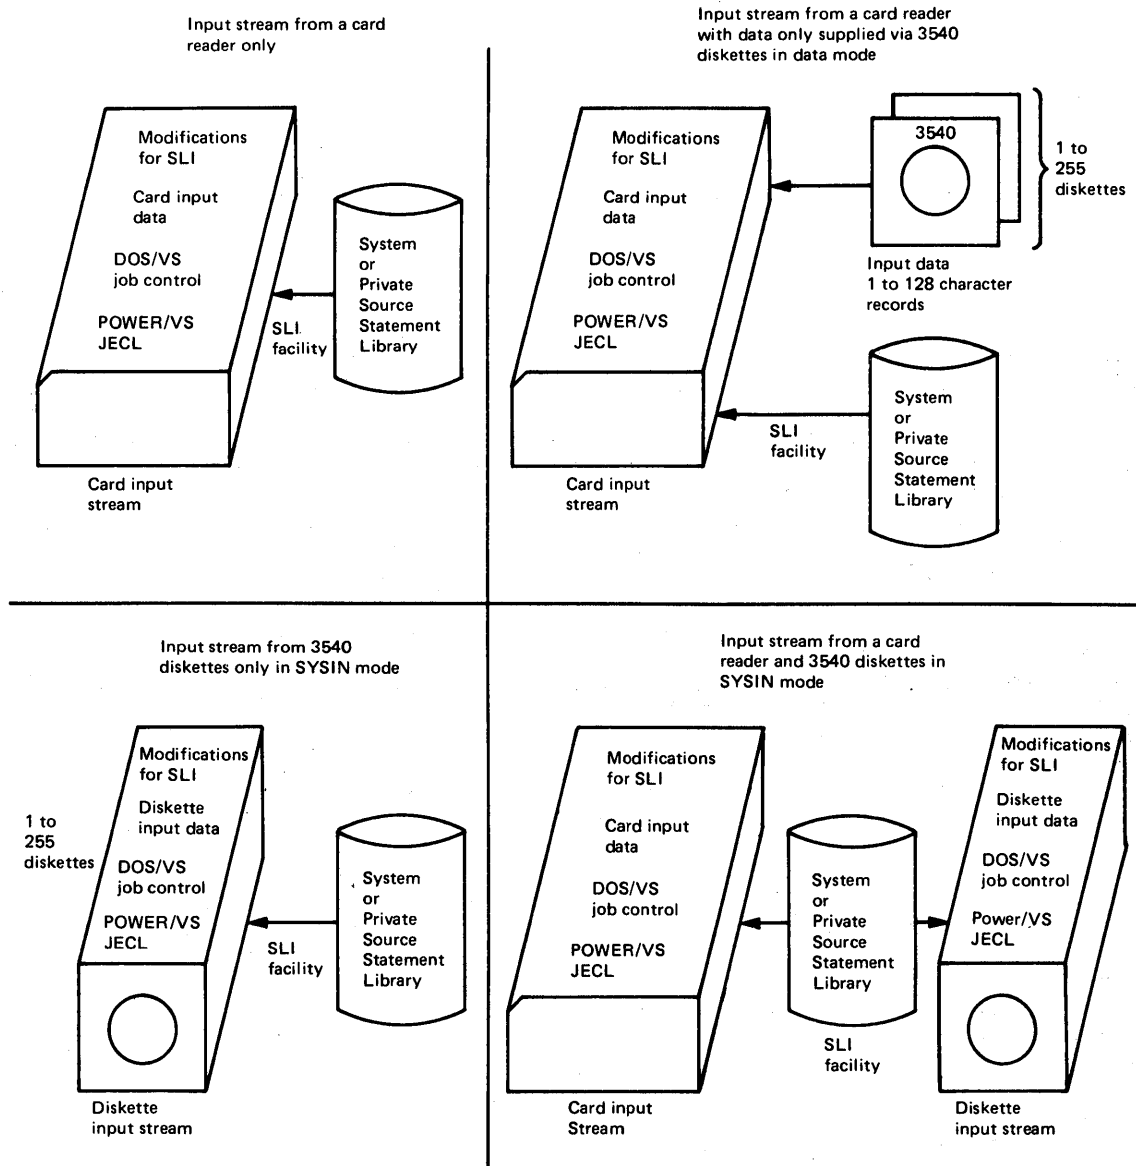 Input stream from a card
reader only
Modifications
for SLI
Card input
data
DOS/VS
job control
POWER/VS
JECL
SLI
facility
System
or
Private
Source
Statement
Library
Card input
stream
Input stream from a card reader
with data only supplied via 3540
diskettes in data mode
Modifications
for SLI
Card input
data
DOS/VS
job control
POWER/VS
JECL
3540
1 to
255
diskettes
Input data
1 to 128 character
records
SLI
facility
System
or
Private
Source
Statement
Library
Card input
stream
Input stream from 3540
diskettes only in SYSIN mode
Modifications
for SLI
Diskette
input data
1 to
255
diskettes
DOS/VS
job control
POWER/VS
JECL
SLI
facility
System
or
Private
Source
Statement
Library
Diskette
input stream
Input stream from a card
reader and 3540 diskettes in
SYSIN mode
Modifications
for SLI
Card input
data
DOS/VS
job control
POWER/VS
JECL
System
or
Private
Source
Statement
Library
SLI
facility
Modifications
for SLI
Diskette
input data
DOS/VS
job control
Power/VS
JECL
Card input
Stream
Diskette
input stream